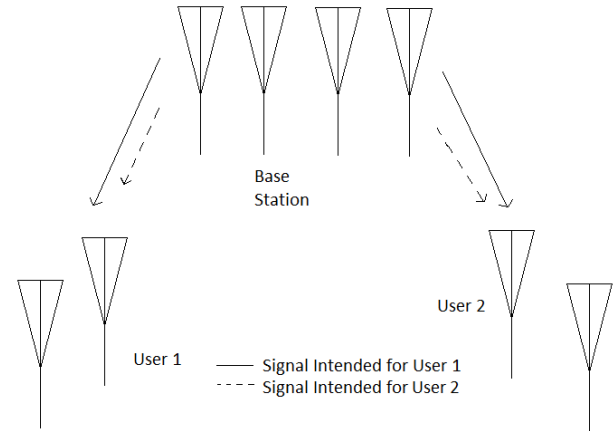 Base
Station
User 2
User 1
Signal Intended for User 1
Signal Intended for User 2